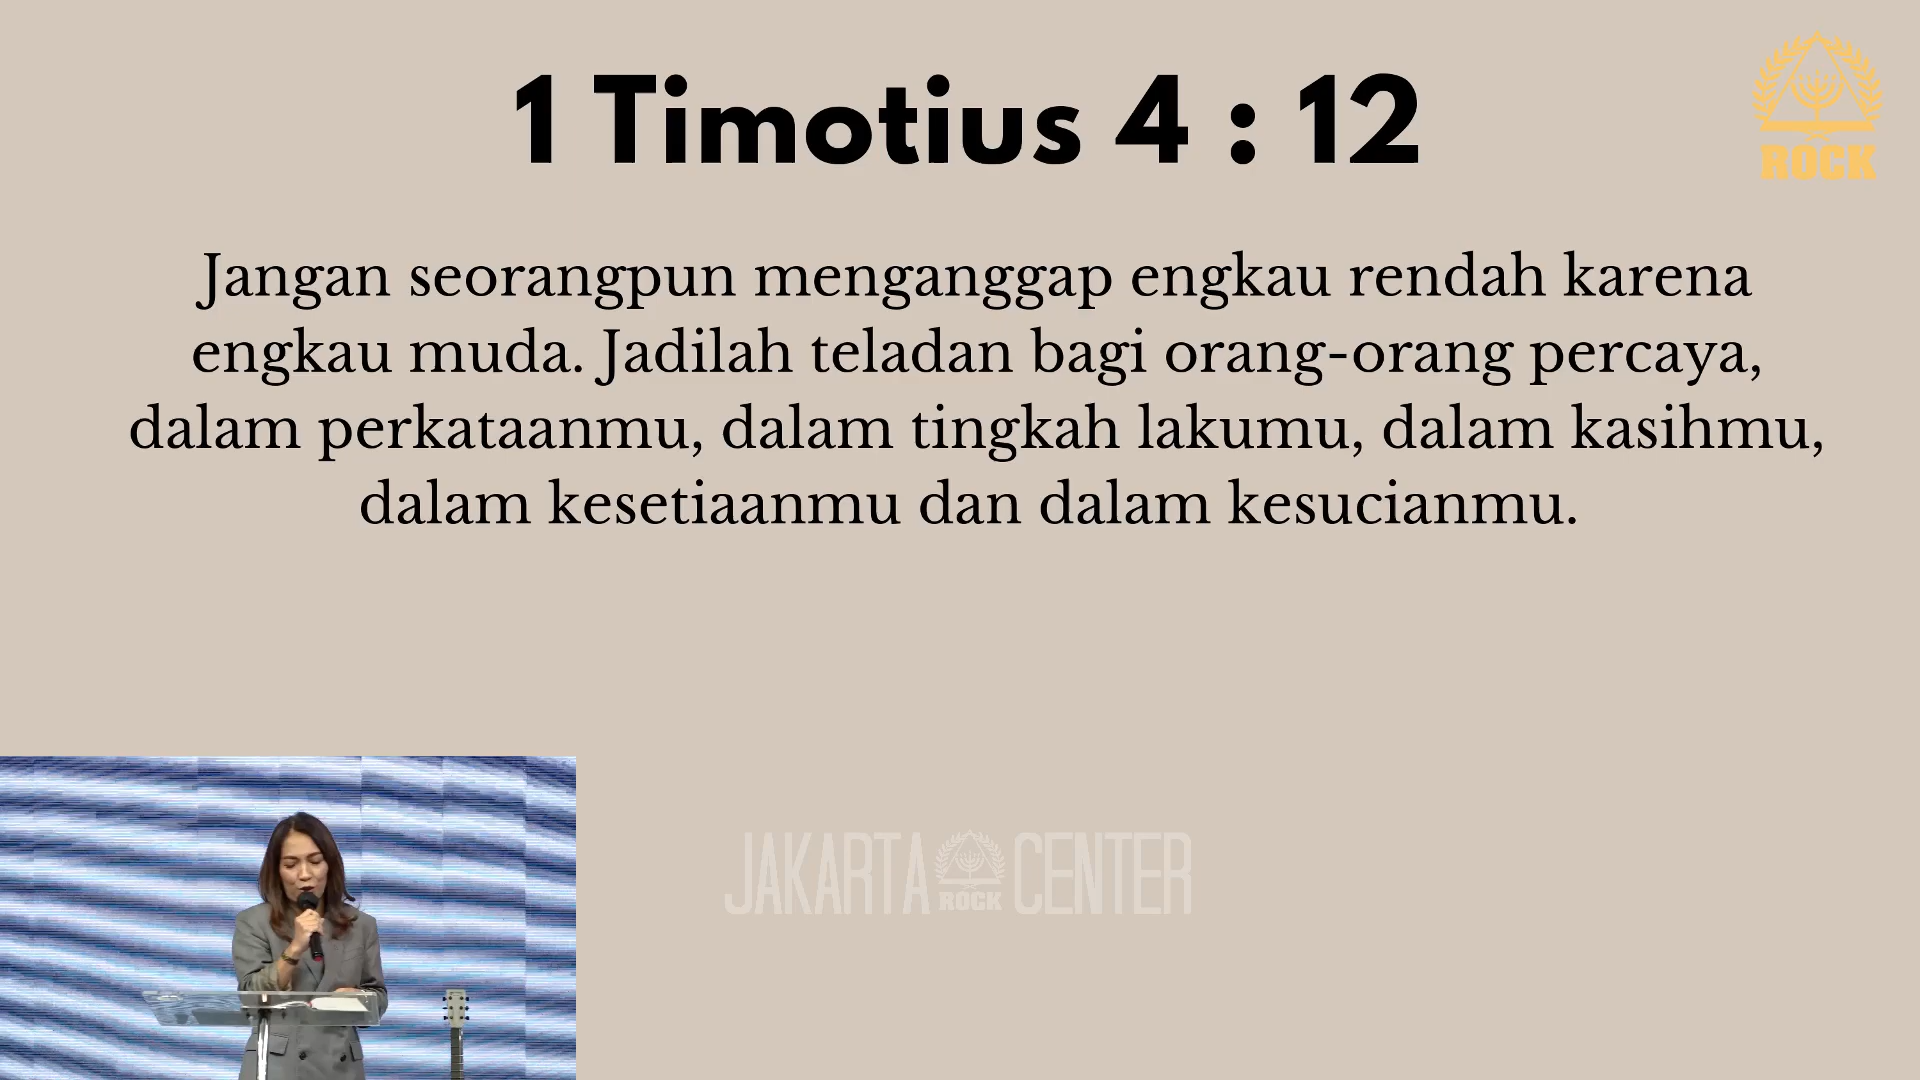 1 Timotius 4 : 12
ROCK
Jangan seorangpun menganggap engkau rendah karena
engkau muda. Jadilah teladan bagi orang-orang percaya,
dalam perkataanmu, dalam tingkah lakumu, dalam kasihmu,
dalam kesetiaanmu dan dalam kesucianmu.
JAKARTA ROCK CENTER